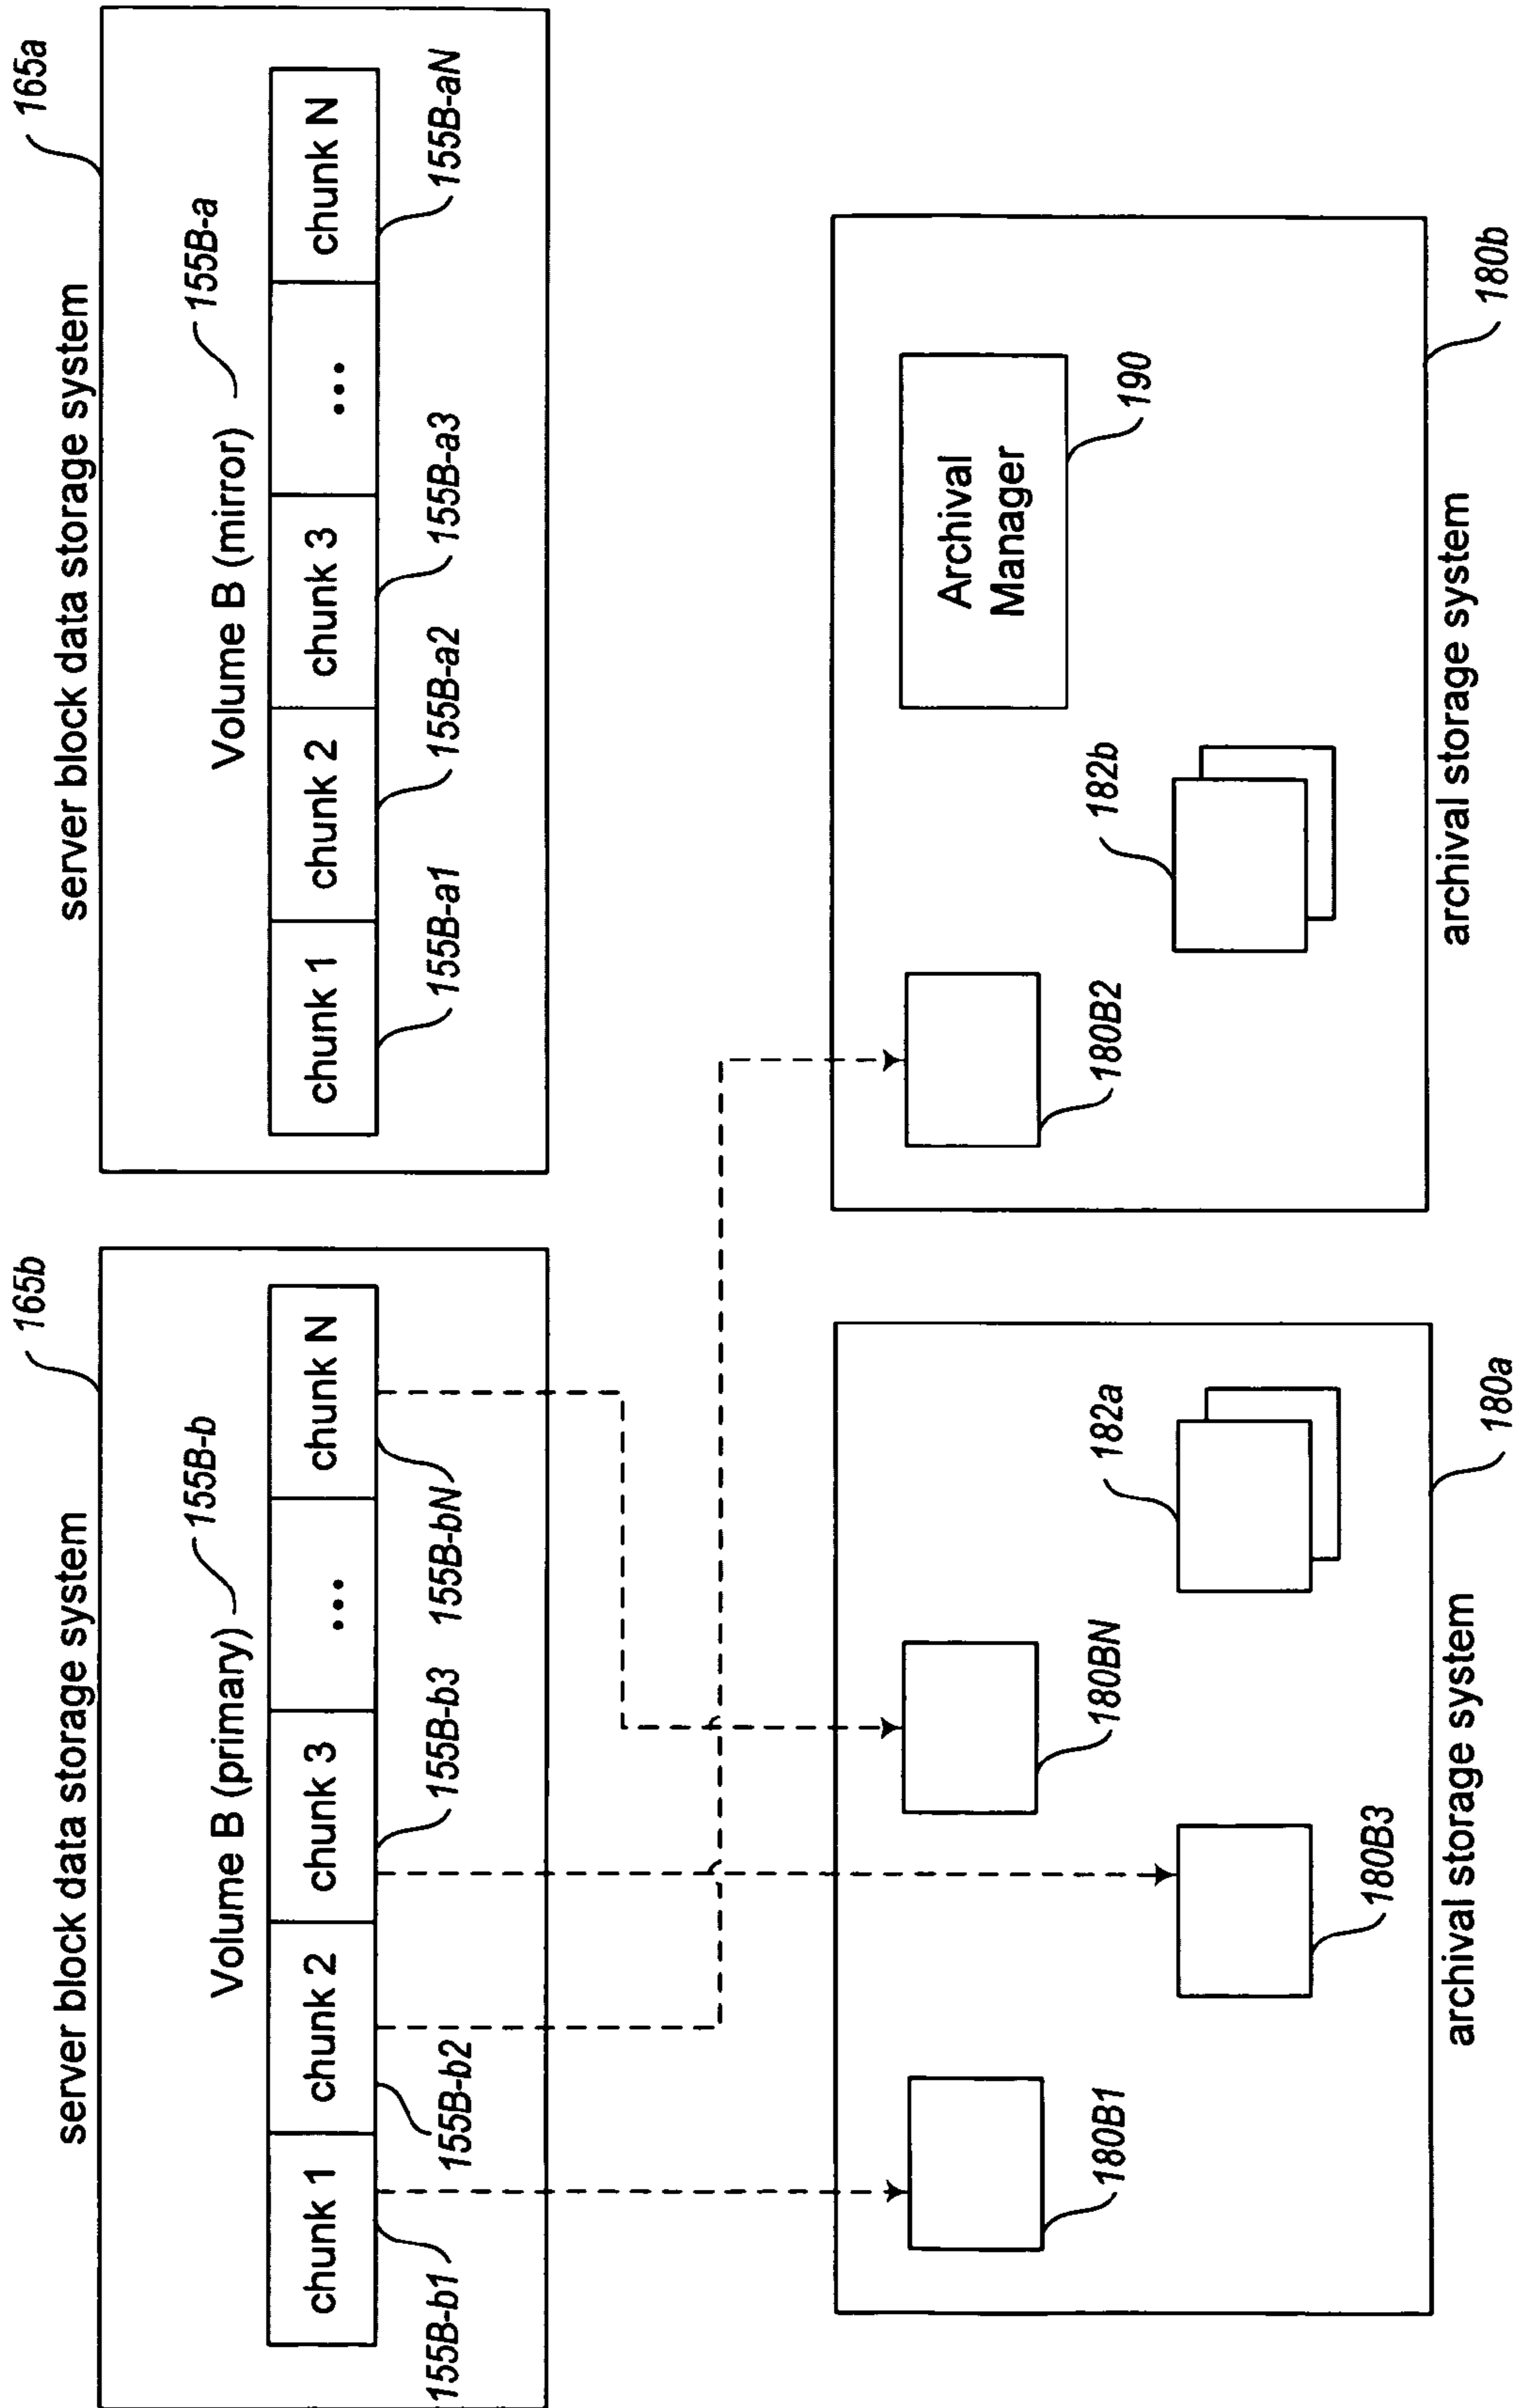 server block data storage system
165b
Volume B (primary)
155B-b
chunk 1
chunk 2
chunk 3
...
chunk N
155B-b1
155B-b2
155B-b3
155B-bN
server block data storage system
165a
Volume B (mirror)
155B-a
chunk 1
chunk 2
chunk 3
...
chunk N
155B-a1
155B-a2
155B-a3
155B-aN
180B1
180BN
180B3
182a
archival storage system
180a
180B2
Archival
Manager
190
182b
archival storage system
180b